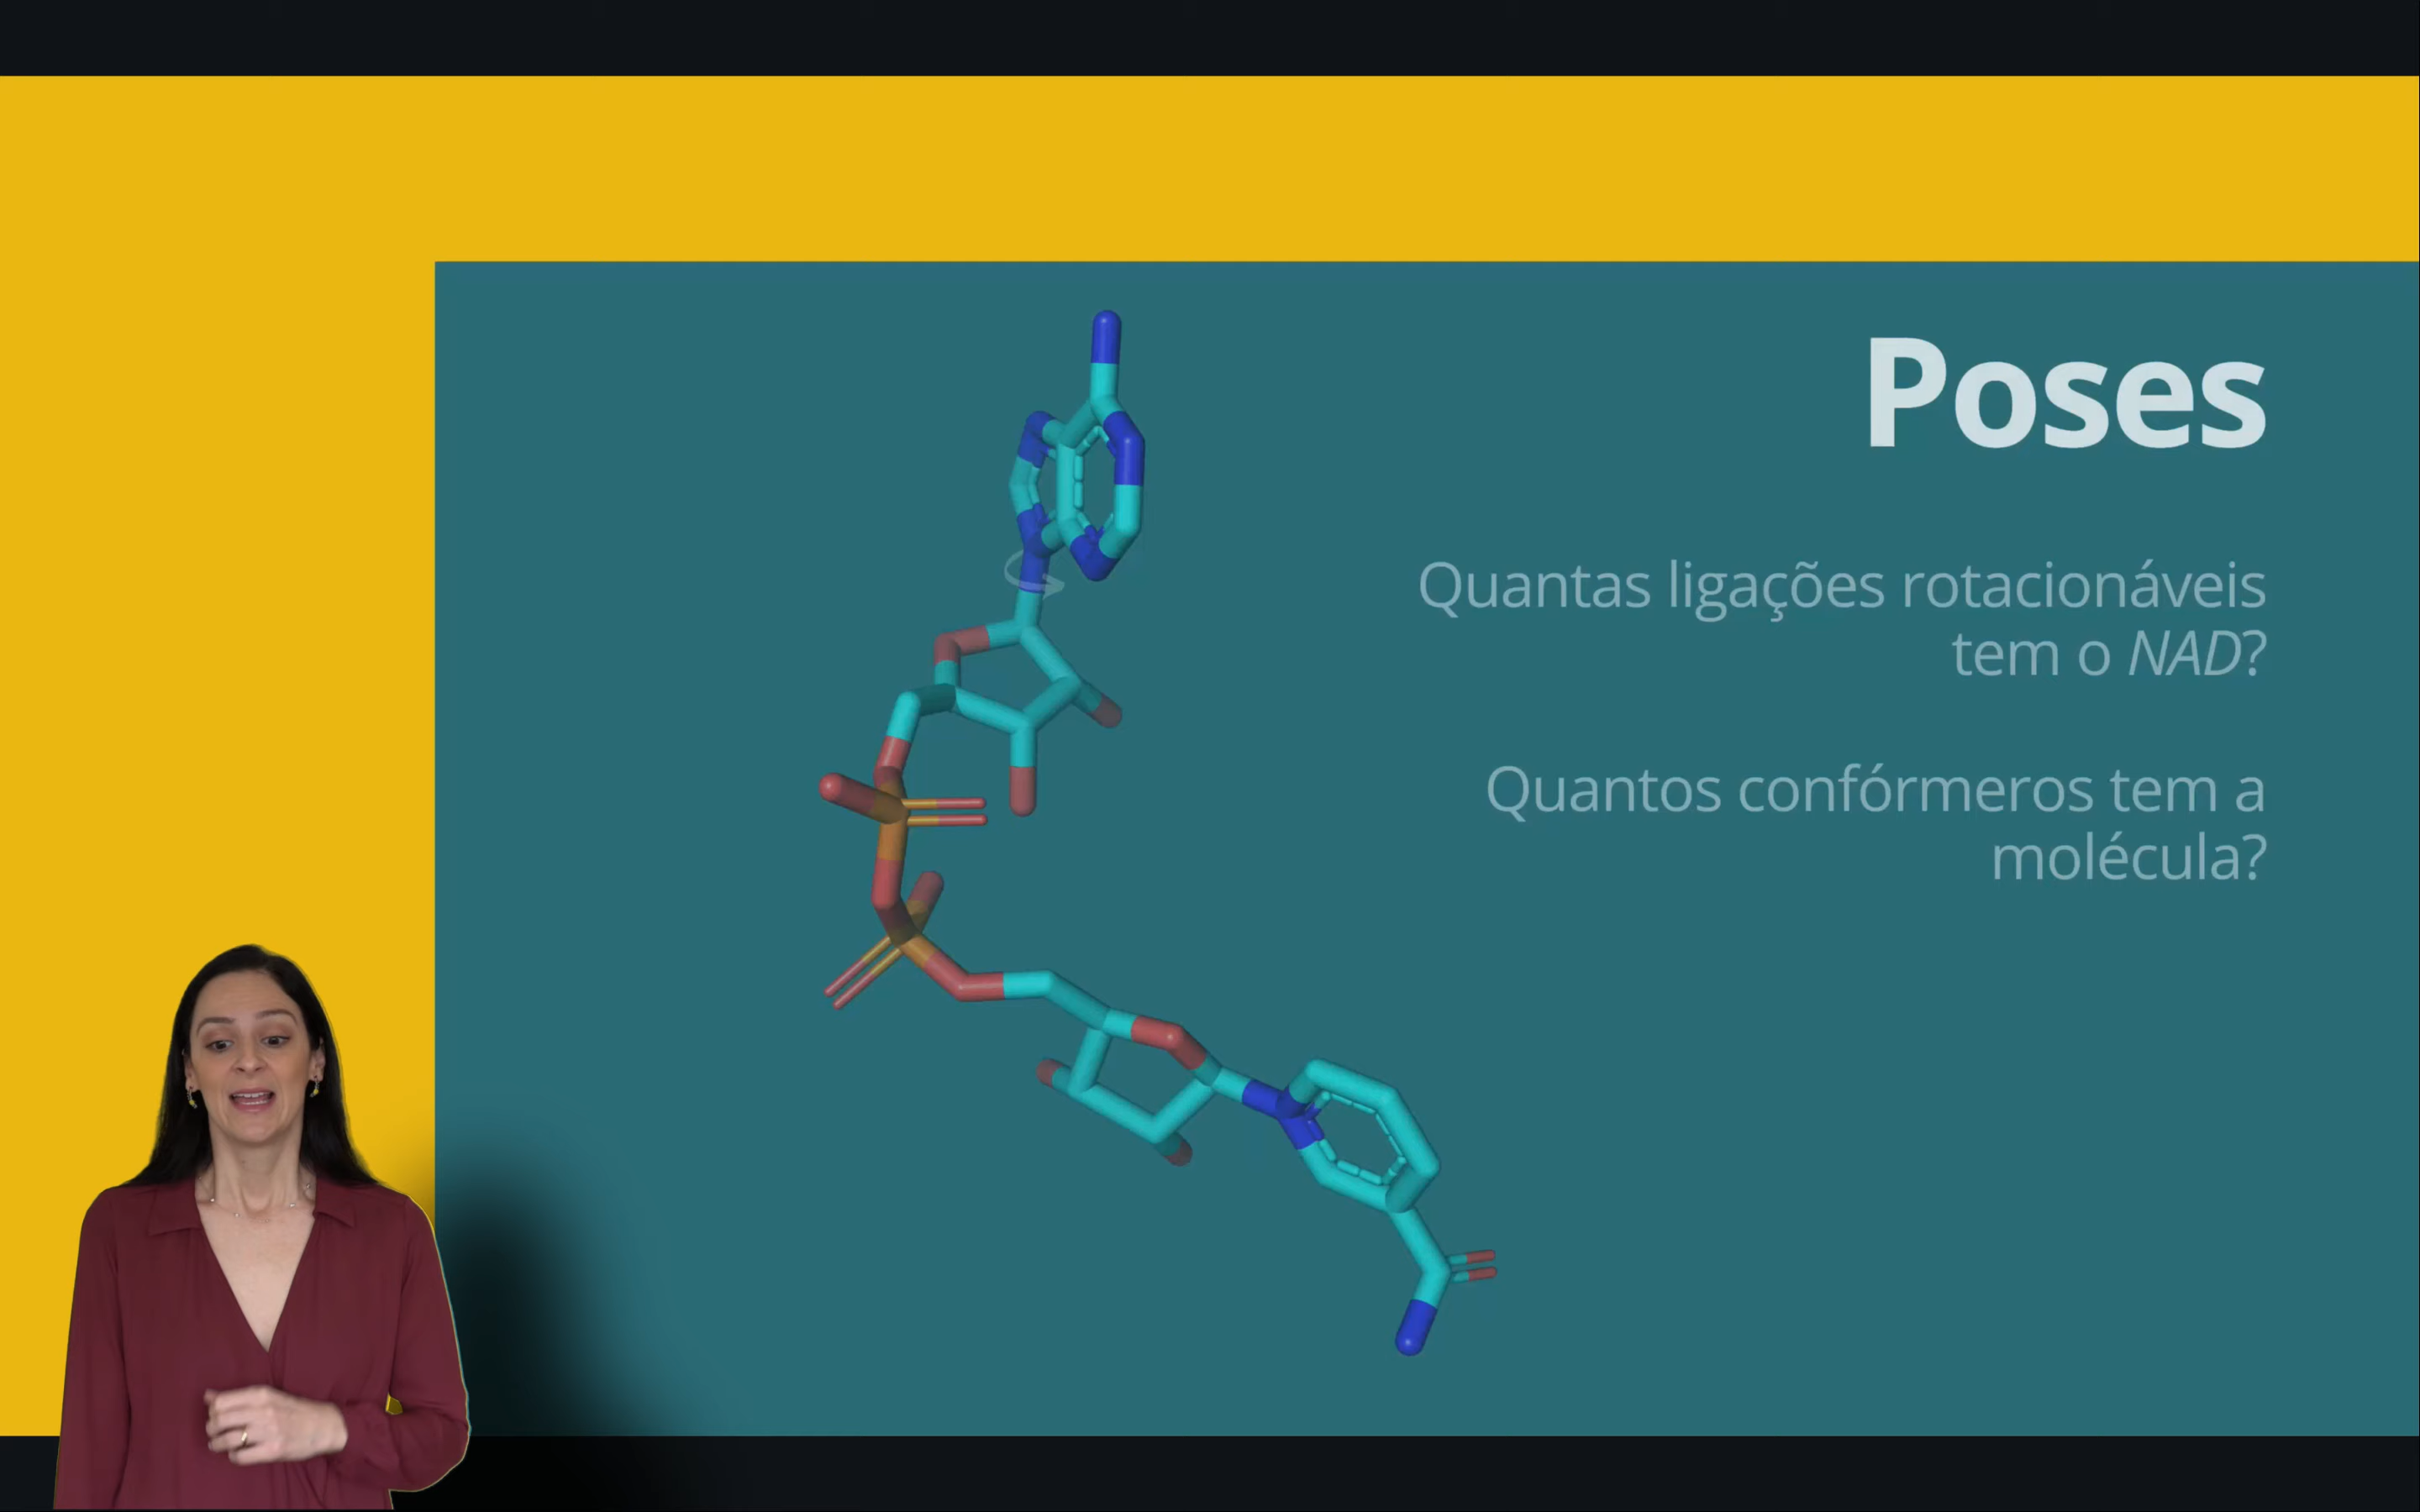 Poses
Quantas ligações rotacionáveis
tem o NAD?
Quantos confórmeros tem a
molécula?